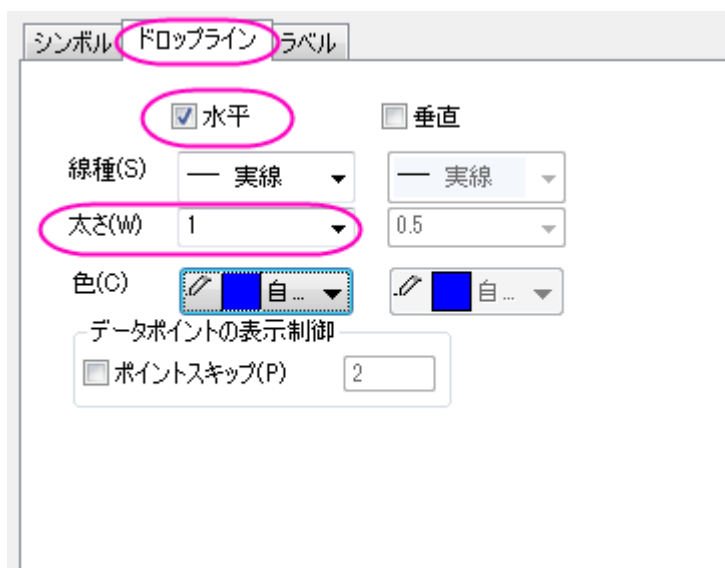 シンボル ドロップライン ラベル
水平 垂直
線種(S) 実線 実線
太さ(W) 1 0.5
色(C) 自... 自...
データポイントの表示制御
ポイントスキップ(P) 2